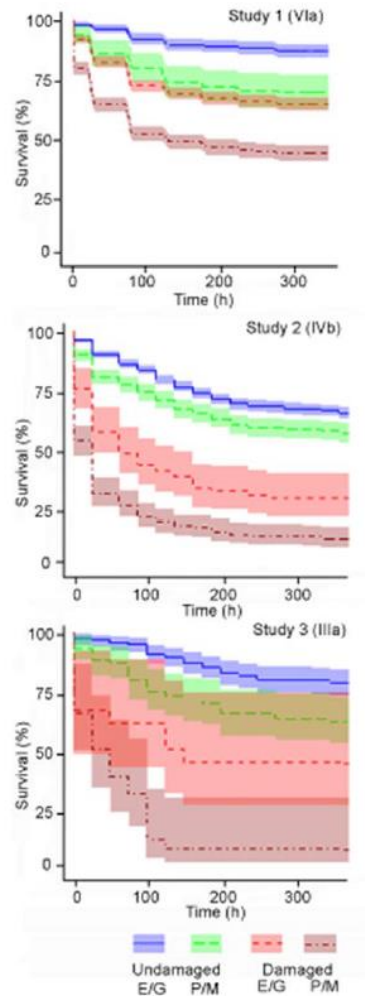 Study 1 (VIa)
100
75
50
25
0
Survival (%)
0 100 200 300
Time (h)
Study 2 (IVb)
100
75
50
25
0
Survival (%)
0 100 200 300
Time (h)
Study 3 (IIIa)
100
75
50
25
0
Survival (%)
0 100 200 300
Time (h)
Undamaged Damaged
E/G P/M E/G P/M